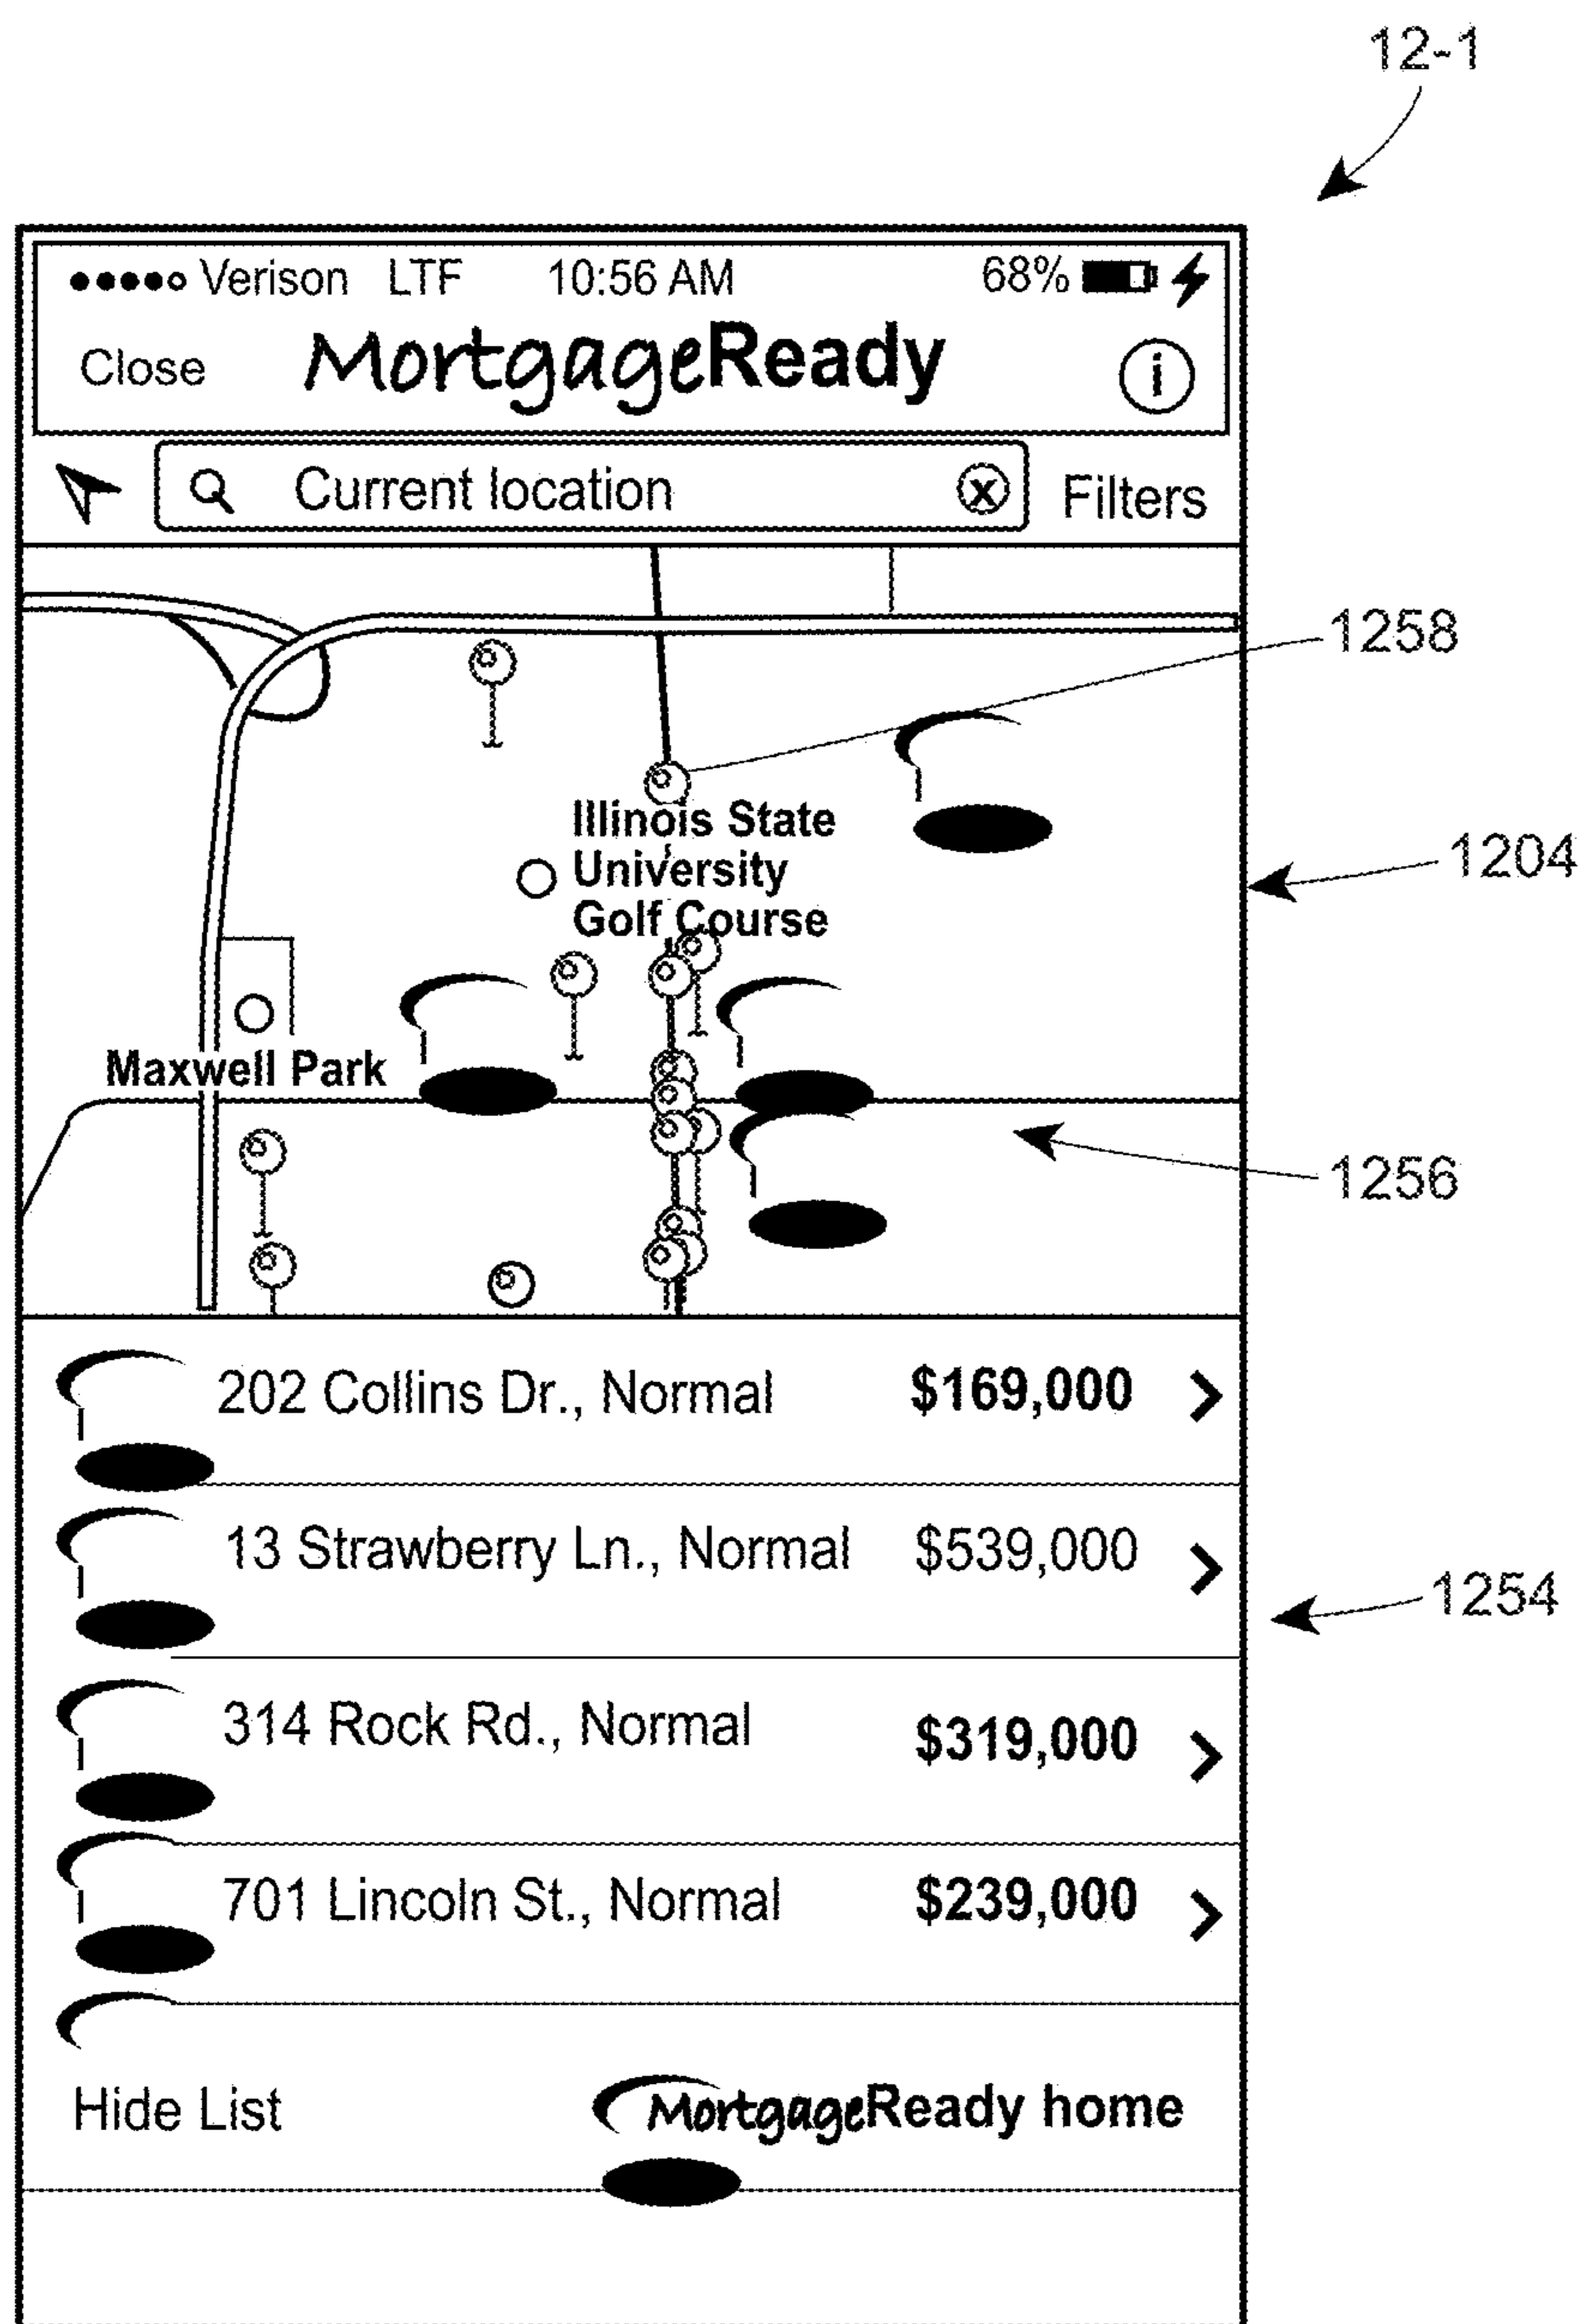 12-1
Verison LTF 10:56 AM 68%
Close MortgageReady i
Current location x Filters
1258
Illinois State
University
Golf Course
1204
Maxwell Park
1256
202 Collins Dr., Normal $169,000
13 Strawberry Ln., Normal $539,000
1254
314 Rock Rd., Normal $319,000
701 Lincoln St., Normal $239,000
Hide List MortgageReady home